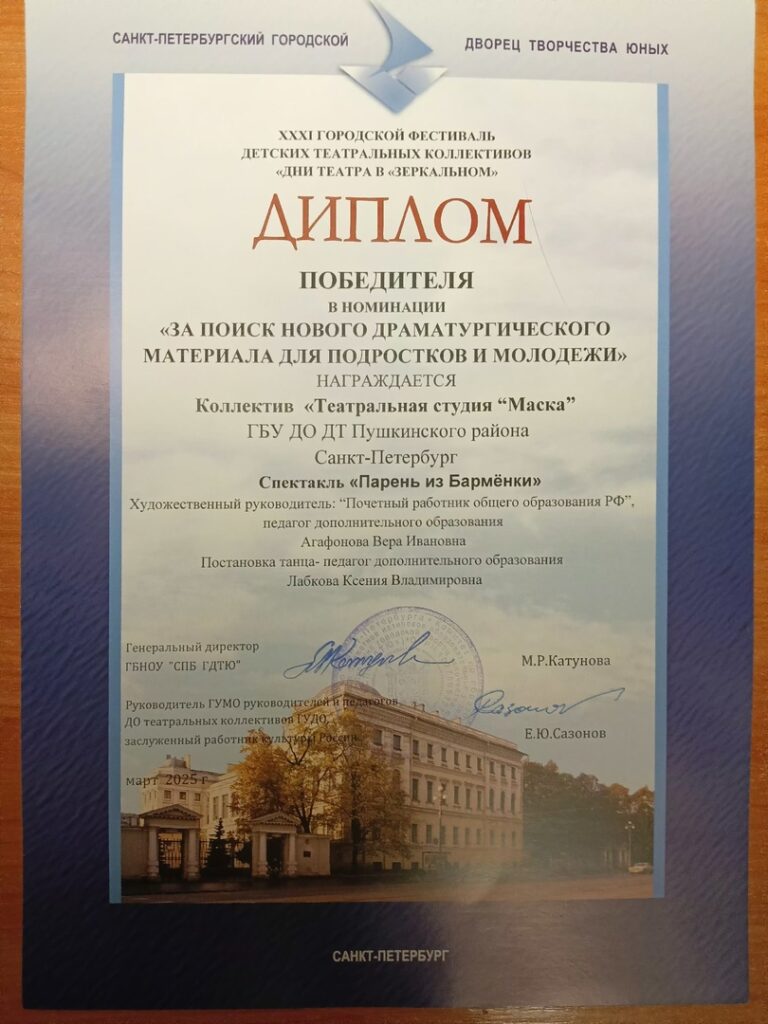 САНКТ-ПЕТЕРБУРГСКИЙ ГОРОДСКОЙ ДВОРЕЦ ТВОРЧЕСТВА ЮНЫХ
XXXI ГОРОДСКОЙ ФЕСТИВАЛЬ
ДЕТСКИХ ТЕАТРАЛЬНЫХ КОЛЛЕКТИВОВ
«ДНИ ТЕАТРА В «ЗЕРКАЛЬНОМ»
ДИПЛОМ
ПОБЕДИТЕЛЯ
В НОМИНАЦИИ
«ЗА ПОИСК НОВОГО ДРАМАТУРГИЧЕСКОГО
МАТЕРИАЛА ДЛЯ ПОДРОСТКОВ И МОЛОДЕЖИ»
НАГРАЖДАЕТСЯ
Коллектив «Театральная студия “Маска”
ГБУ ДО ДТ Пушкинского района
Санкт-Петербург
Спектакль «Парень из Бармёнки»
Художественный руководитель: “Почетный работник общего образования РФ”,
педагог дополнительного образования
Агафонова Вера Ивановна
Постановка танца- педагог дополнительного образования
Лабкова Ксения Владимировна
Генеральный директор
ГБНОУ "СПБ ГДТЮ"
М.Р.Катунова
Руководитель ГУМО руководителей и педагогов
ДО театральных коллективов ГУДО,
заслуженный работник культуры России
Е.Ю.Сазонов
март 2025 г
САНКТ-ПЕТЕРБУРГ